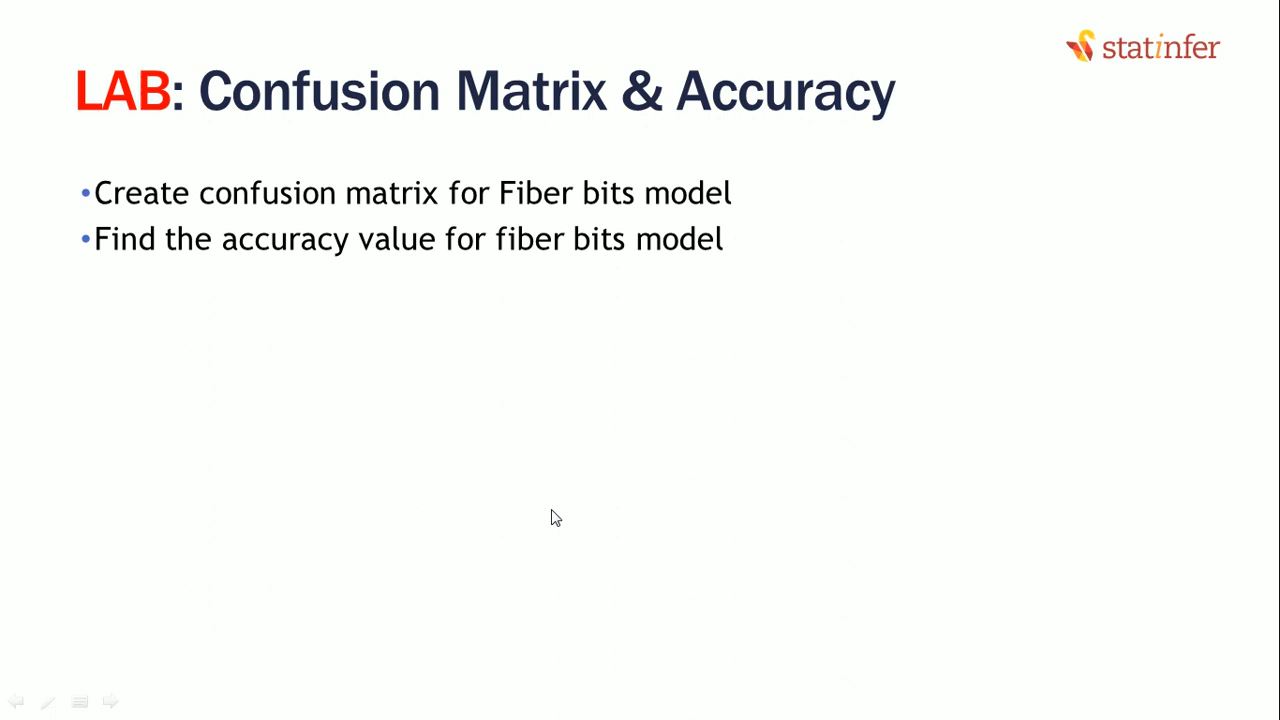 statinfer
LAB: Confusion Matrix & Accuracy
•Create confusion matrix for Fiber bits model
•Find the accuracy value for fiber bits model